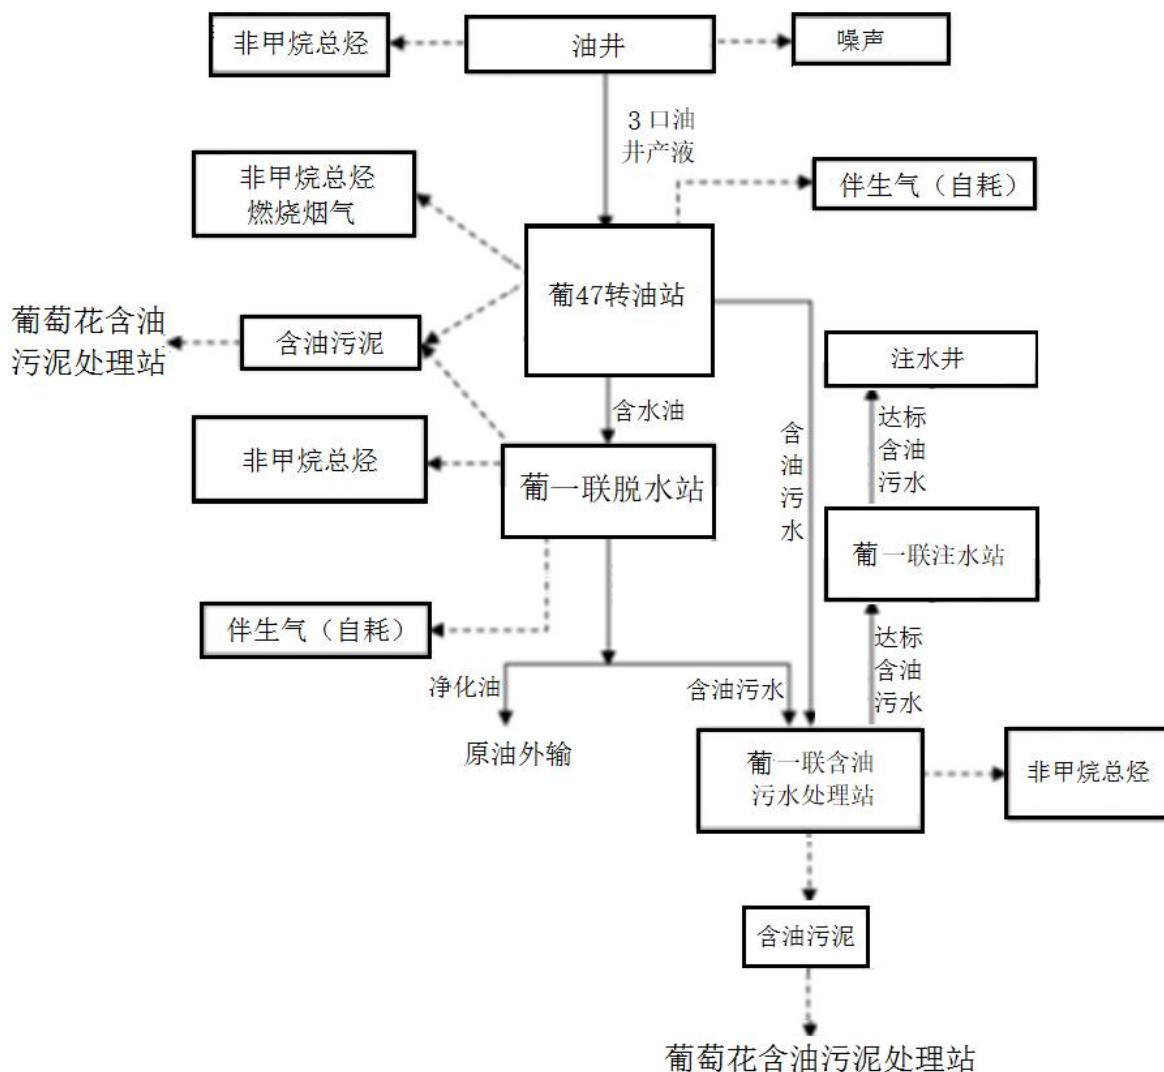 非甲烷总烃
油井
噪声
3 口油
井产液
非甲烷总烃
燃烧烟气
伴生气（自耗）
葡47转油站
葡萄花含油
污泥处理站
含油污泥
注水井
含水油
达标
含油
污水
含
油
污
水
非甲烷总烃
葡一联脱水站
葡一联注水站
伴生气（自耗）
达标
含油
污水
净化油
含油污水
原油外输
葡一联含油
污水处理站
非甲烷总烃
含油污泥
葡萄花含油污泥处理站